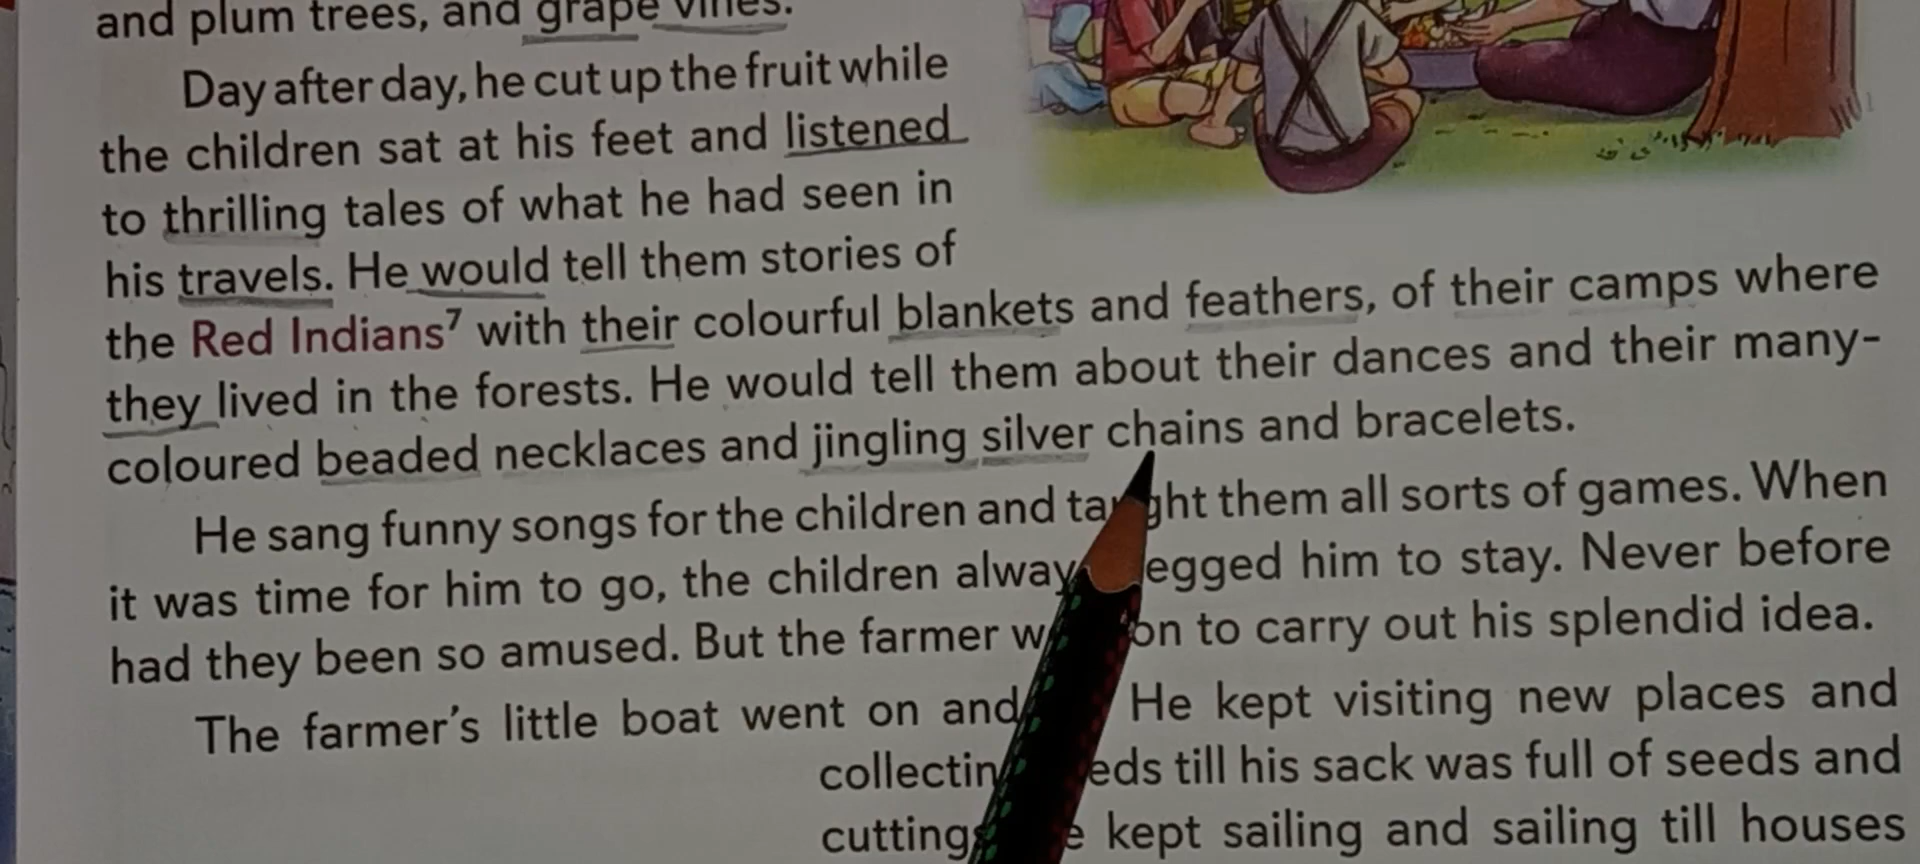 and plum trees, and grape vines.
Day after day, he cut up the fruit while
the children sat at his feet and listened
to thrilling tales of what he had seen in
his travels. He would tell them stories of
the Red Indians⁷ with their colourful blankets and feathers, of their camps where
they lived in the forests. He would tell them about their dances and their many-
coloured beaded necklaces and jingling silver chains and bracelets.
He sang funny songs for the children and taught them all sorts of games. When
it was time for him to go, the children always begged him to stay. Never before
had they been so amused. But the farmer on to carry out his splendid idea.
The farmer's little boat went on and He kept visiting new places and
collecting seeds till his sack was full of seeds and
cuttings kept sailing and sailing till houses